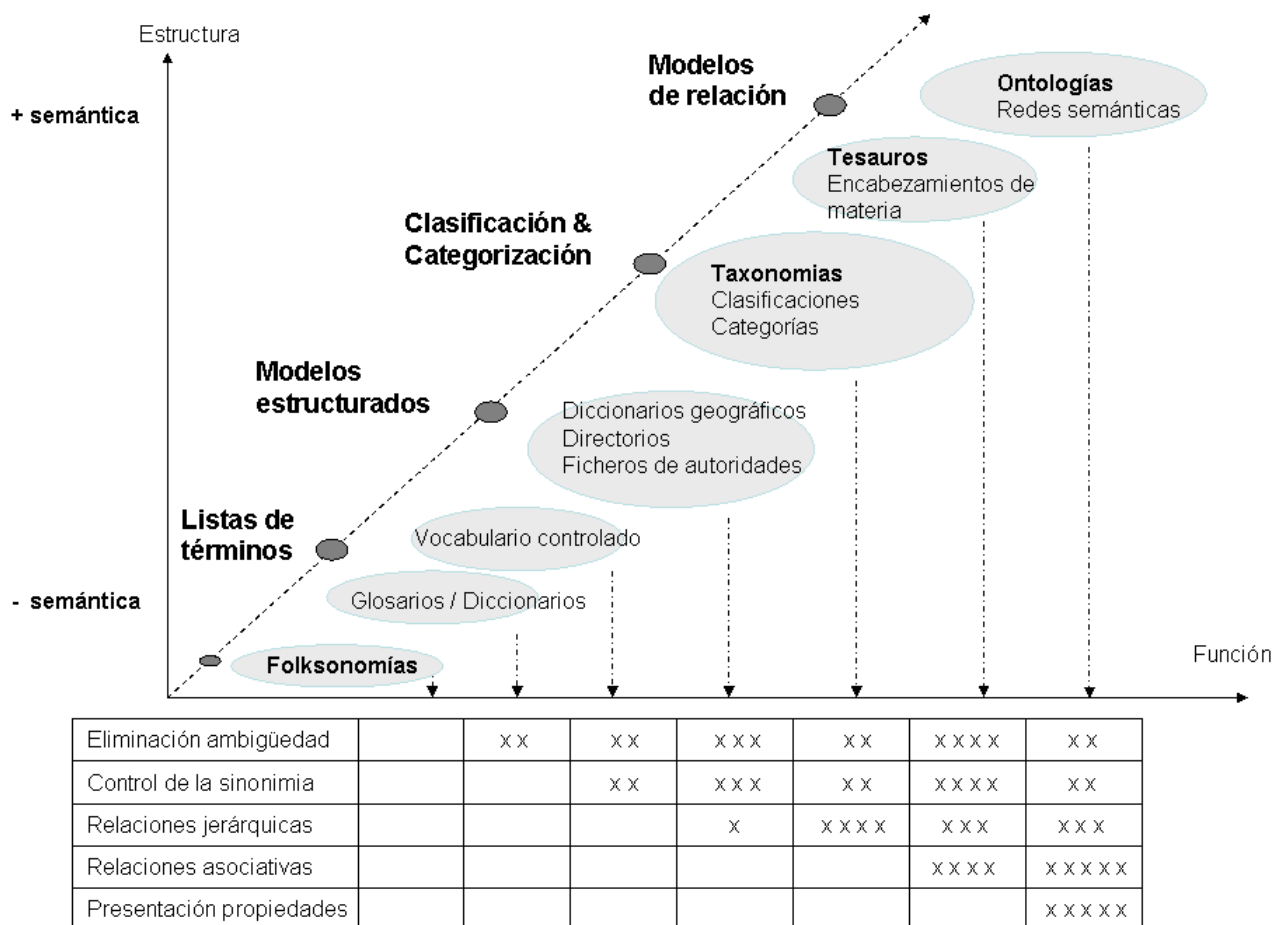 Estructura
+ semántica
Modelos
de relación
Ontologías
Redes semánticas
Tesauros
Encabezamientos de
materia
Clasificación &
Categorización
Taxonomias
Clasificaciones
Categorías
Modelos
estructurados
Diccionarios geográficos
Directorios
Ficheros de autoridades
Listas de
términos
Vocabulario controlado
- semántica
Glosarios / Diccionarios
Folksonomías
Función
Eliminación ambigüedad x x x x x x x x x x x x x x x x x
Control de la sinonimia x x x x x x x x x x x x x x x
Relaciones jerárquicas x x x x x x x x x x x
Relaciones asociativas x x x x x x x x x
Presentación propiedades x x x x x